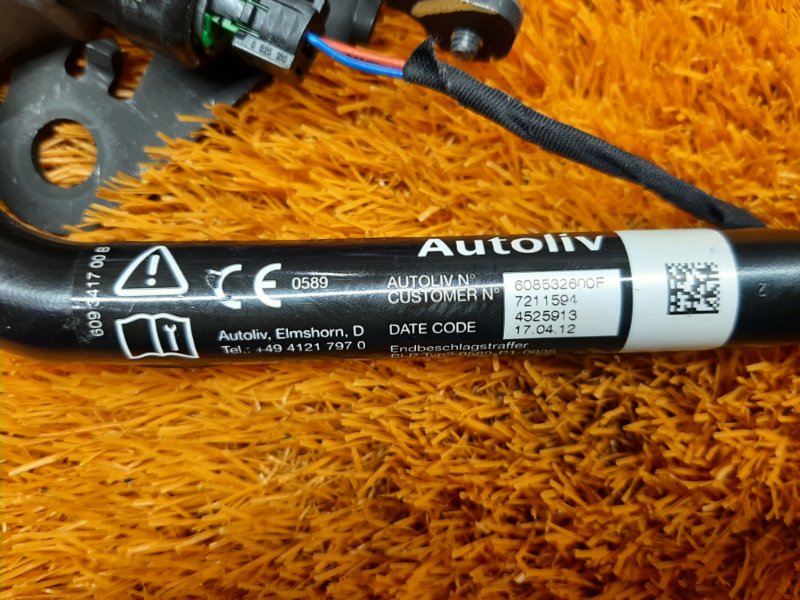 Autoliv
609 3417 00 B
CE 0589
AUTOLIV N° 608532600F
CUSTOMER N° 7211594
4525913
DATE CODE 17.04.12
Autoliv, Elmshorn, D
Tel.: +49 4121 797 0
Endbeschlagstraffer